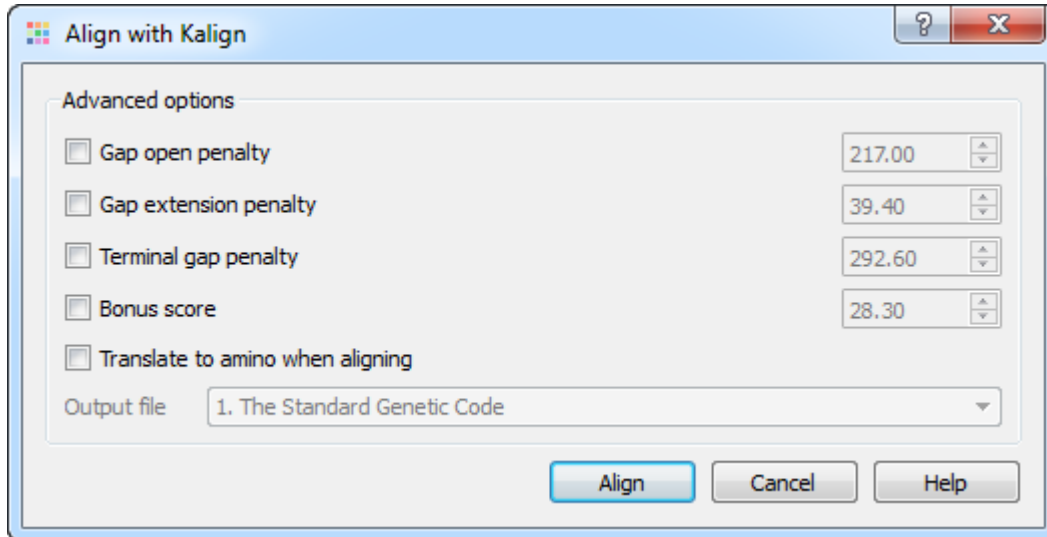 Align with Kalign
Advanced options
Gap open penalty 217.00
Gap extension penalty 39.40
Terminal gap penalty 292.60
Bonus score 28.30
Translate to amino when aligning
Output file 1. The Standard Genetic Code
Align Cancel Help